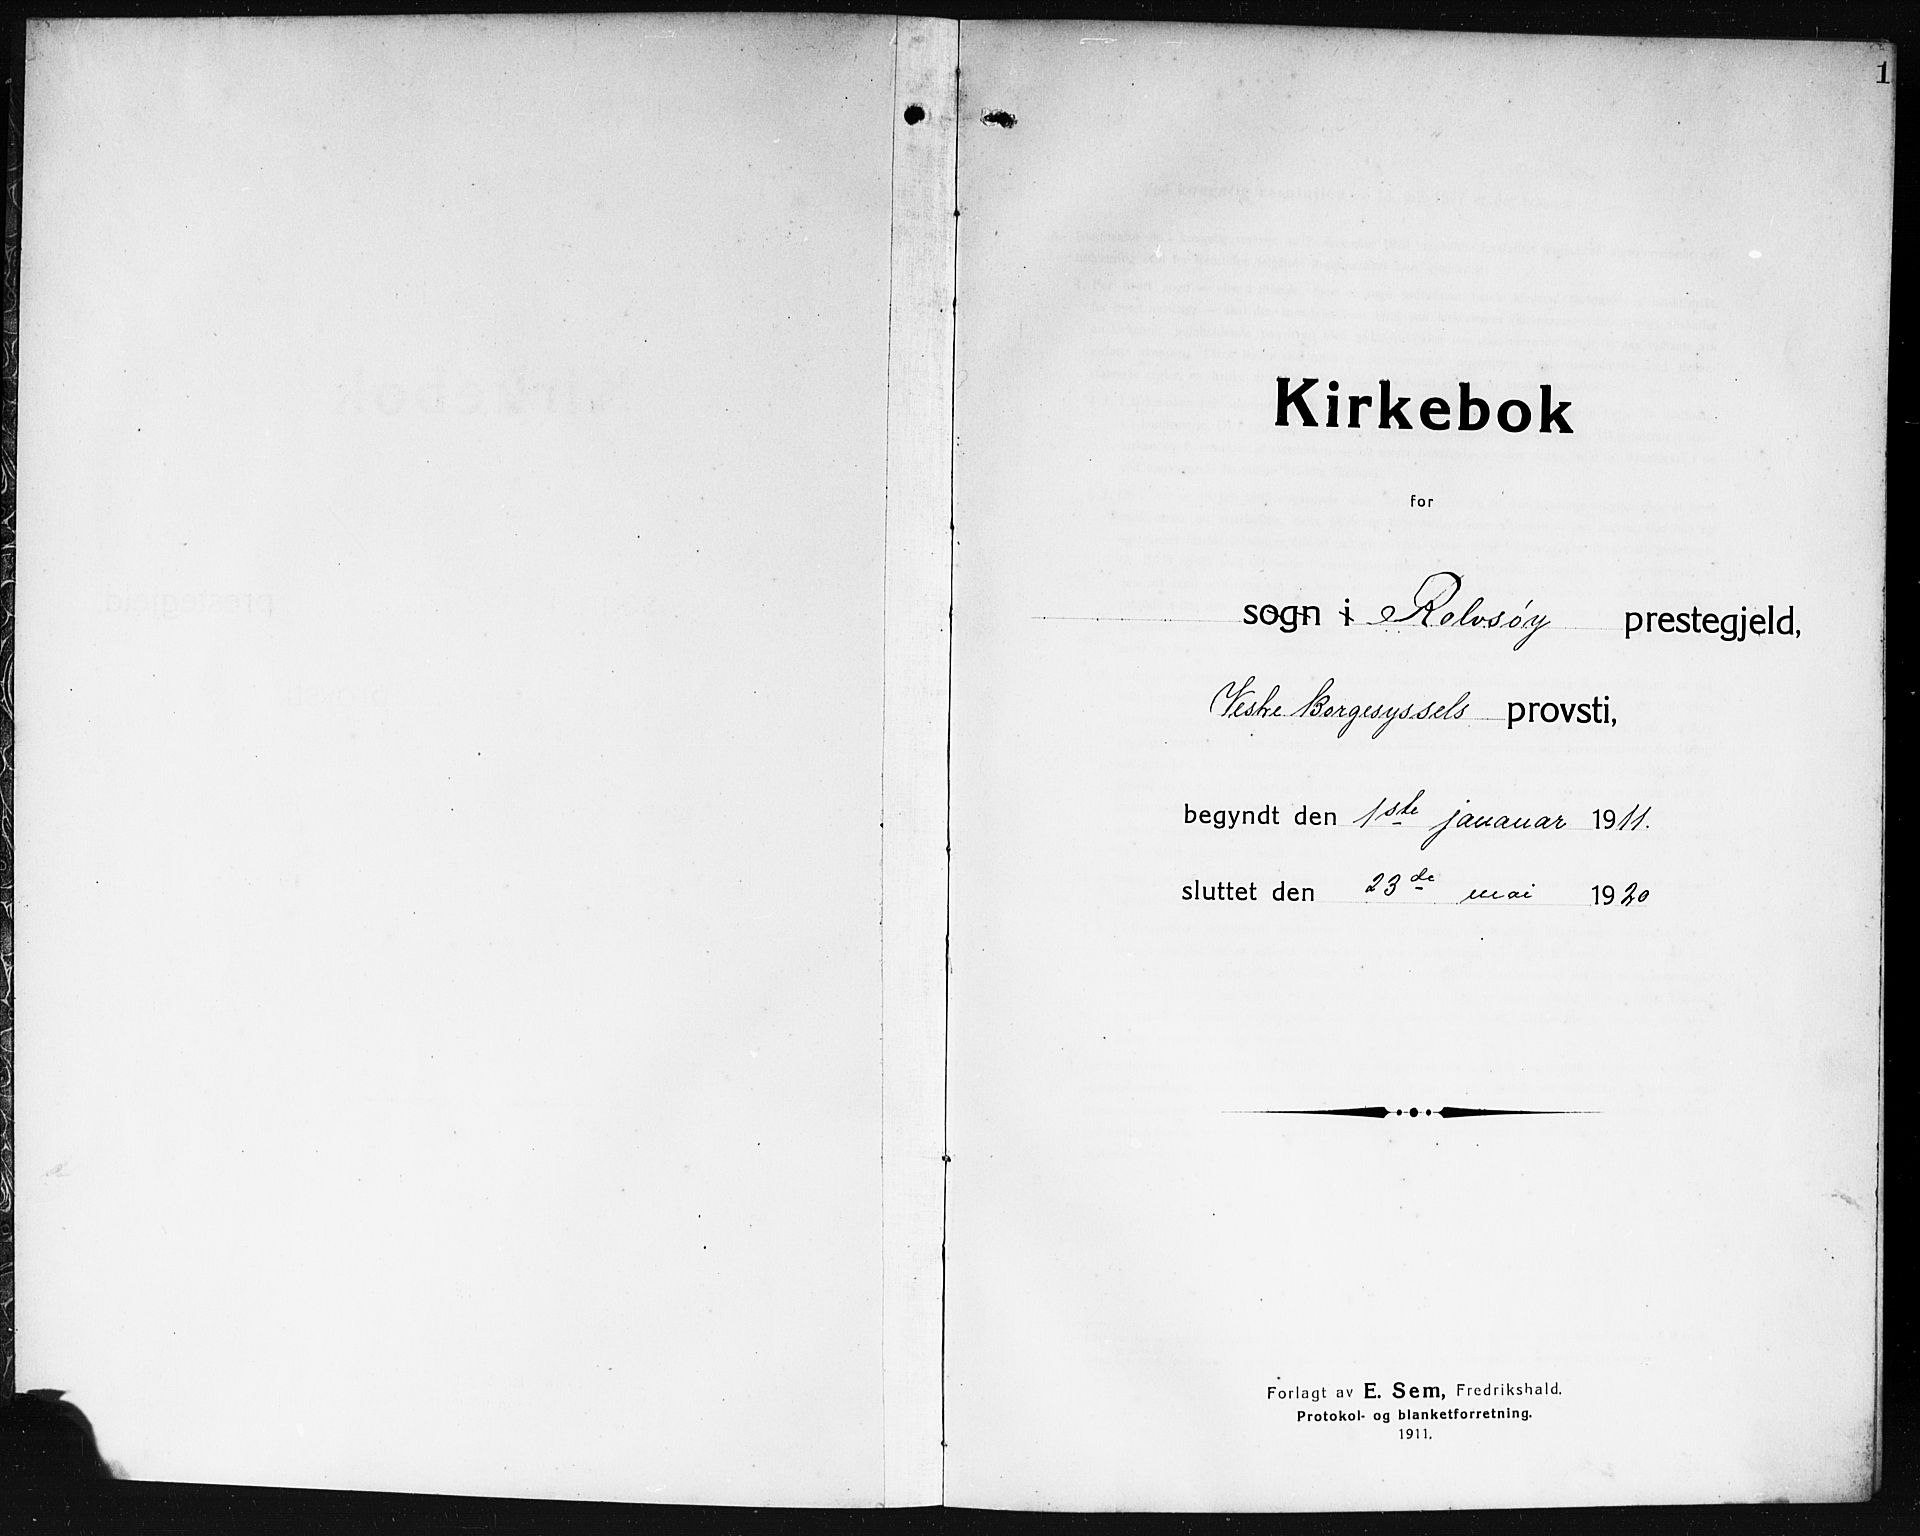 1
Kirkebok
for
sogn i Rolvsøy prestegjeld,
Vestre Borgesyssels provsti,
begyndt den 1ste januar 1911.
sluttet den 23de mai 1920
Forlagt av E. Sem, Fredrikshald.
Protokol- og blanketforretning.
1911.